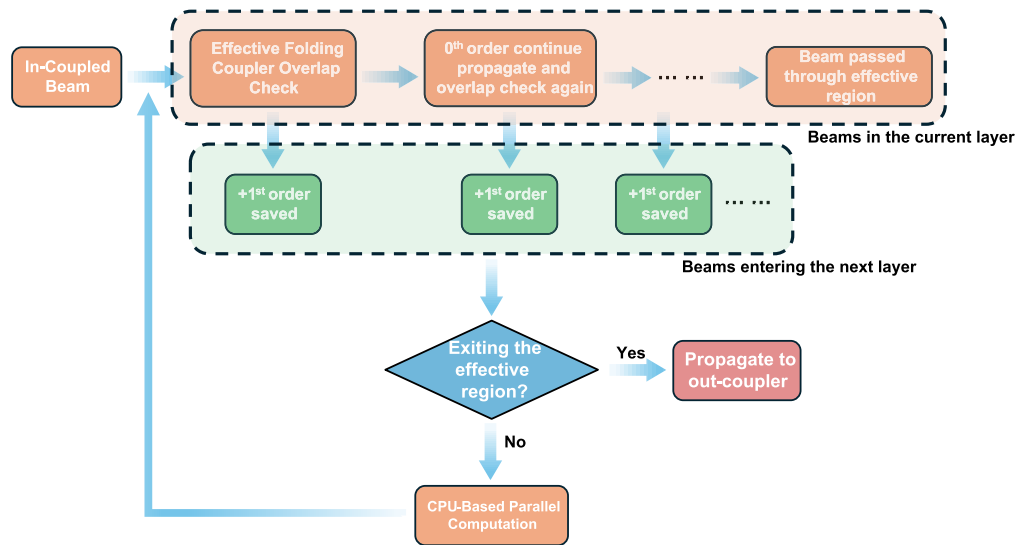 In-Coupled
Beam
Effective Folding
Coupler Overlap
Check
0th order continue
propagate and
overlap check again
... ...
Beam passed
through effective
region
Beams in the current layer
+1st order
saved
+1st order
saved
+1st order
saved
... ...
Beams entering the next layer
Exiting the
effective
region?
Yes
Propagate to
out-coupler
No
CPU-Based Parallel
Computation